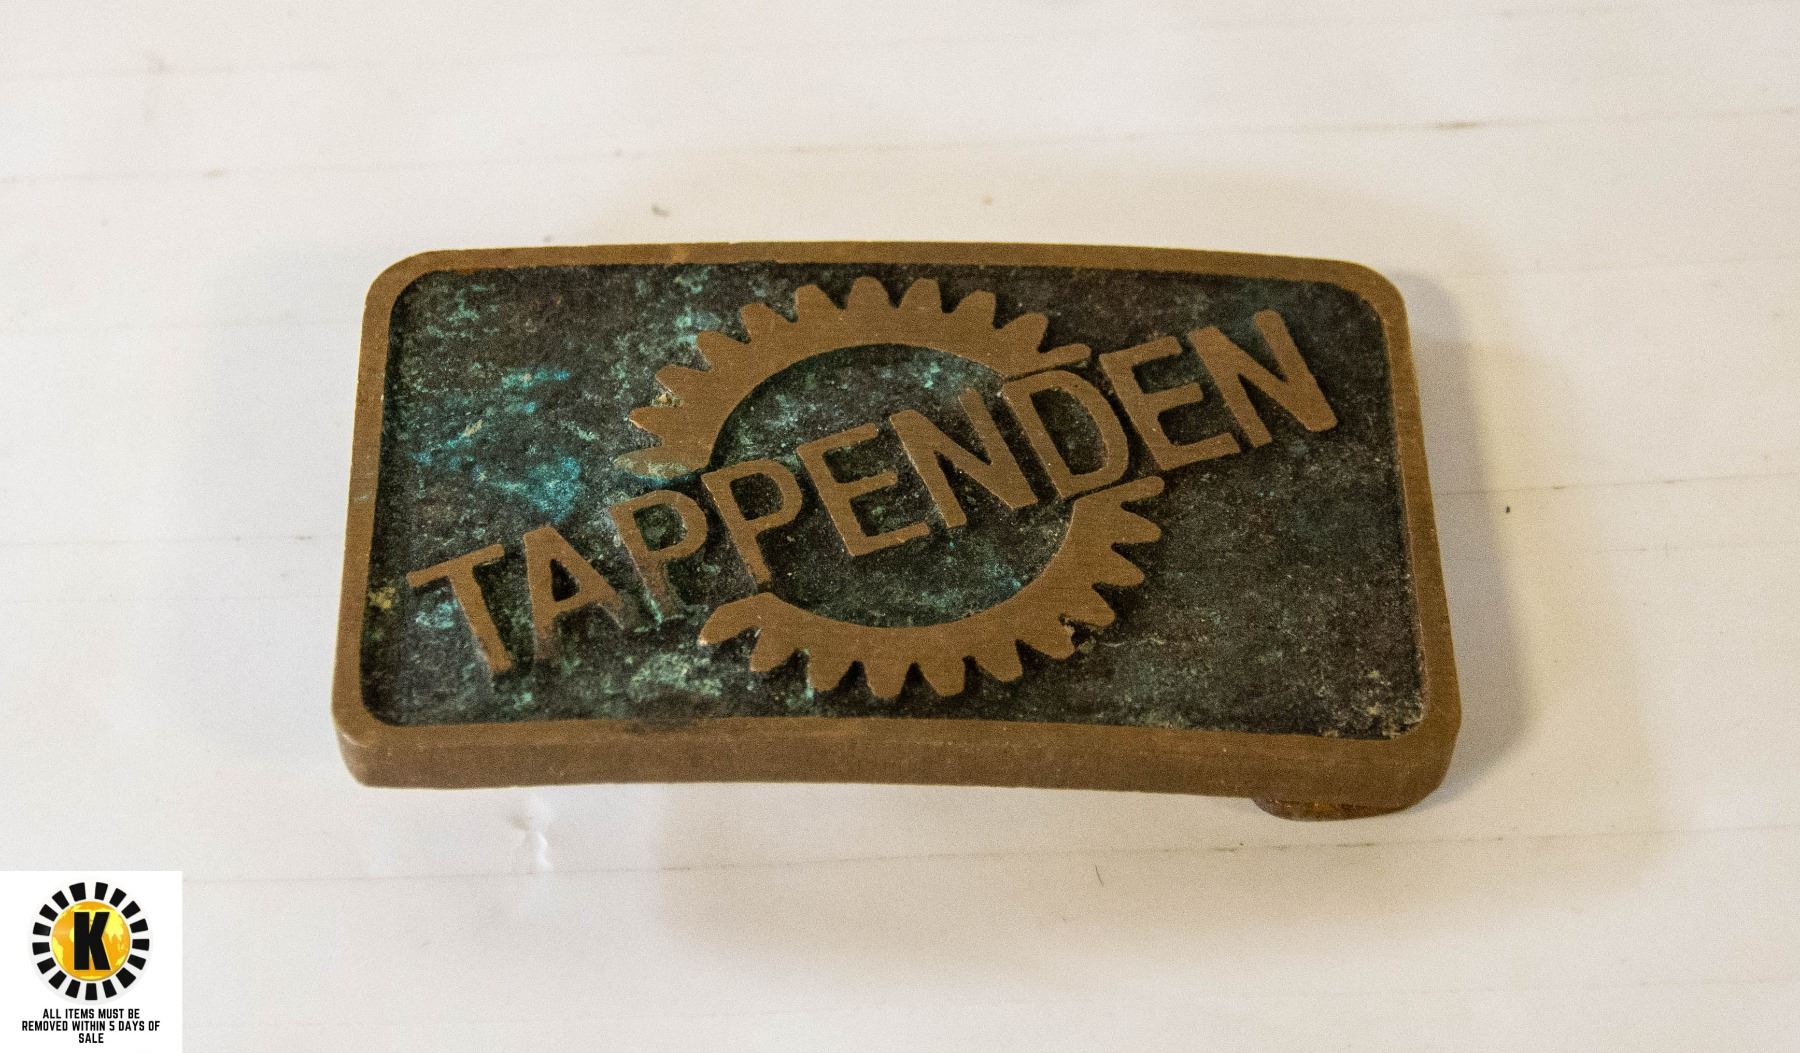 TAPPENDEN
K
ALL ITEMS MUST BE
REMOVED WITHIN 5 DAYS OF
SALE